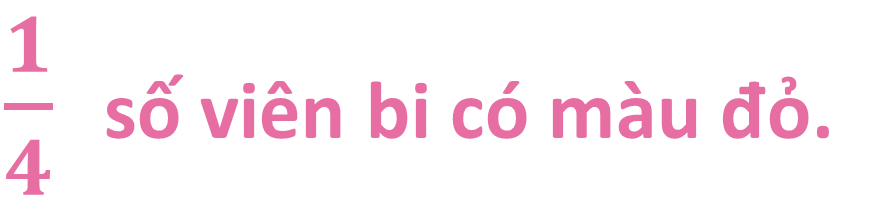 1/4 số viên bi có màu đỏ.